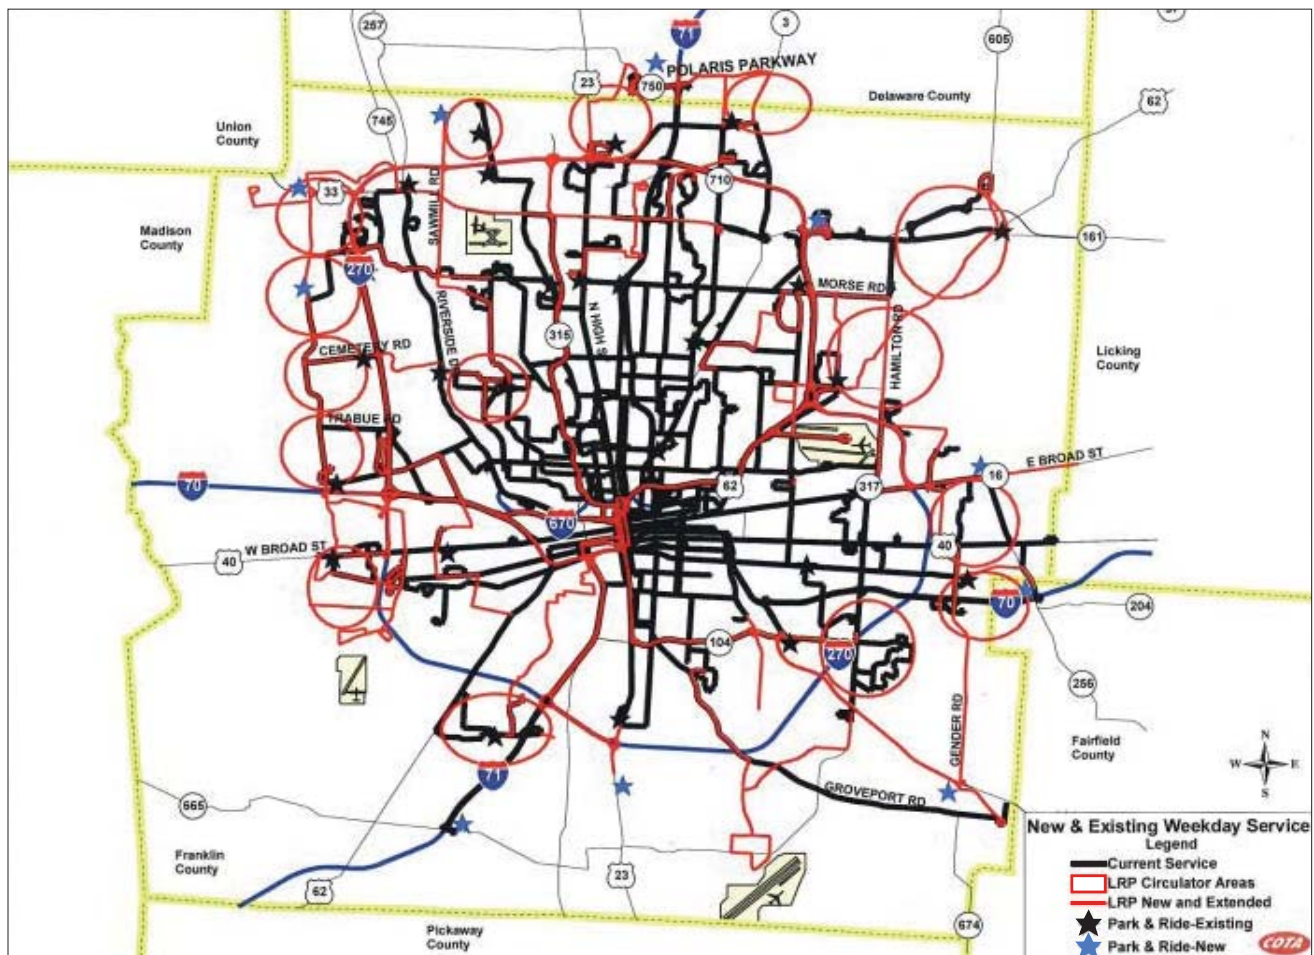 257
3
71
605
23
750
POLARIS PARKWAY
Delaware County
62
745
Union
County
33
SAWMILL RD
710
161
Madison
County
270
MORSE RD
RIVERSIDE D
N HIGH S
315
HAMILTON RD
CEMETERY RD
Licking
County
TRABUE RD
E BROAD ST
70
62
317
16
670
W BROAD ST
40
40
70
204
104
270
256
GENDER RD
Fairfield
County
N
W E
S
71
665
GROVEPORT RD
Franklin
County
62
23
674
Pickaway
County
New & Existing Weekday Service
Legend
Current Service
LRP Circulator Areas
LRP New and Extended
Park & Ride-Existing
Park & Ride-New
COTA